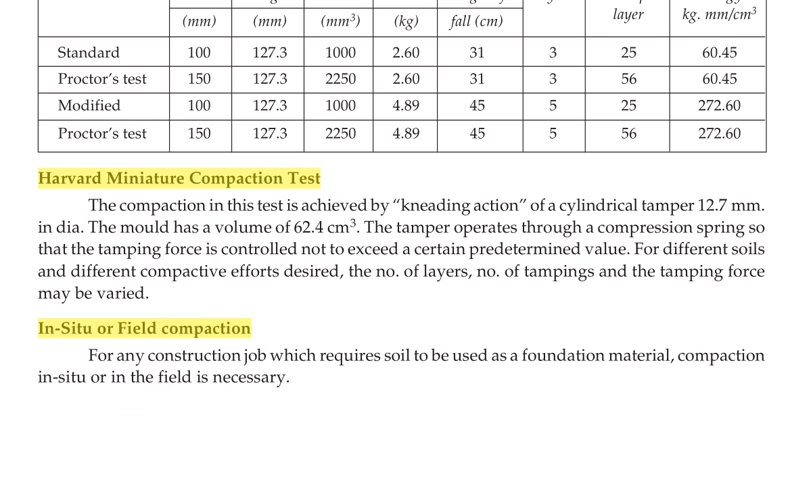 (mm) (mm) (mm³) (kg) fall (cm) layer kg. mm/cm³
Standard 100 127.3 1000 2.60 31 3 25 60.45
Proctor's test 150 127.3 2250 2.60 31 3 56 60.45
Modified 100 127.3 1000 4.89 45 5 25 272.60
Proctor's test 150 127.3 2250 4.89 45 5 56 272.60
Harvard Miniature Compaction Test
The compaction in this test is achieved by “kneading action” of a cylindrical tamper 12.7 mm.
in dia. The mould has a volume of 62.4 cm³. The tamper operates through a compression spring so
that the tamping force is controlled not to exceed a certain predetermined value. For different soils
and different compactive efforts desired, the no. of layers, no. of tampings and the tamping force
may be varied.
In-Situ or Field compaction
For any construction job which requires soil to be used as a foundation material, compaction
in-situ or in the field is necessary.